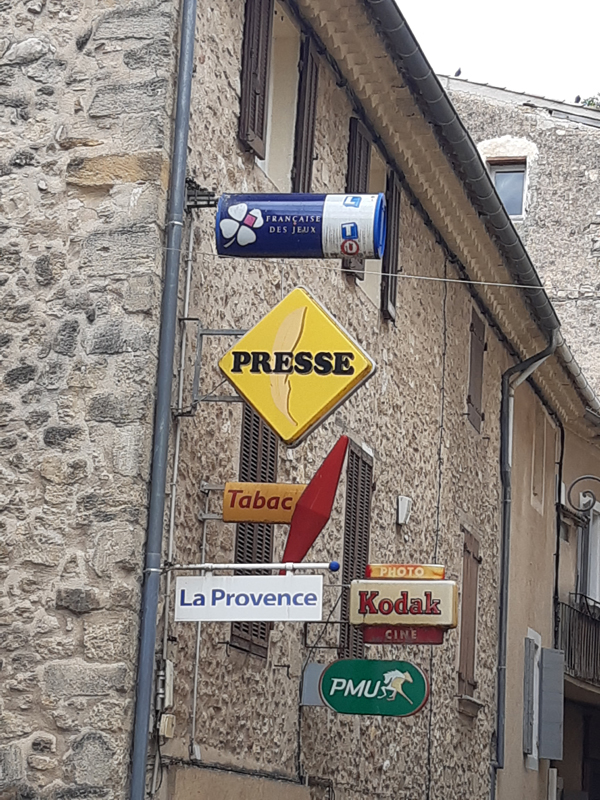 FRANÇAISE
DES JEUX
PRESSE
Tabac
La Provence
PHOTO
Kodak
CINE
PMU